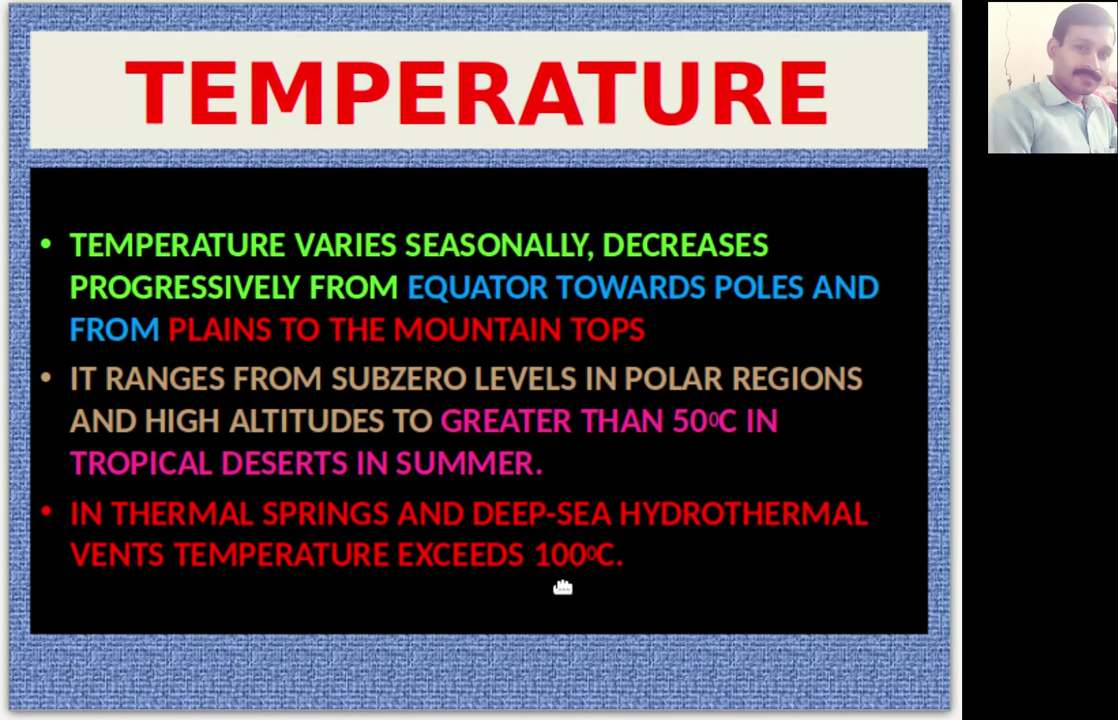 TEMPERATURE
• TEMPERATURE VARIES SEASONALLY, DECREASES
PROGRESSIVELY FROM EQUATOR TOWARDS POLES AND
FROM PLAINS TO THE MOUNTAIN TOPS
• IT RANGES FROM SUBZERO LEVELS IN POLAR REGIONS
AND HIGH ALTITUDES TO GREATER THAN 50⁰C IN
TROPICAL DESERTS IN SUMMER.
• IN THERMAL SPRINGS AND DEEP-SEA HYDROTHERMAL
VENTS TEMPERATURE EXCEEDS 100⁰C.